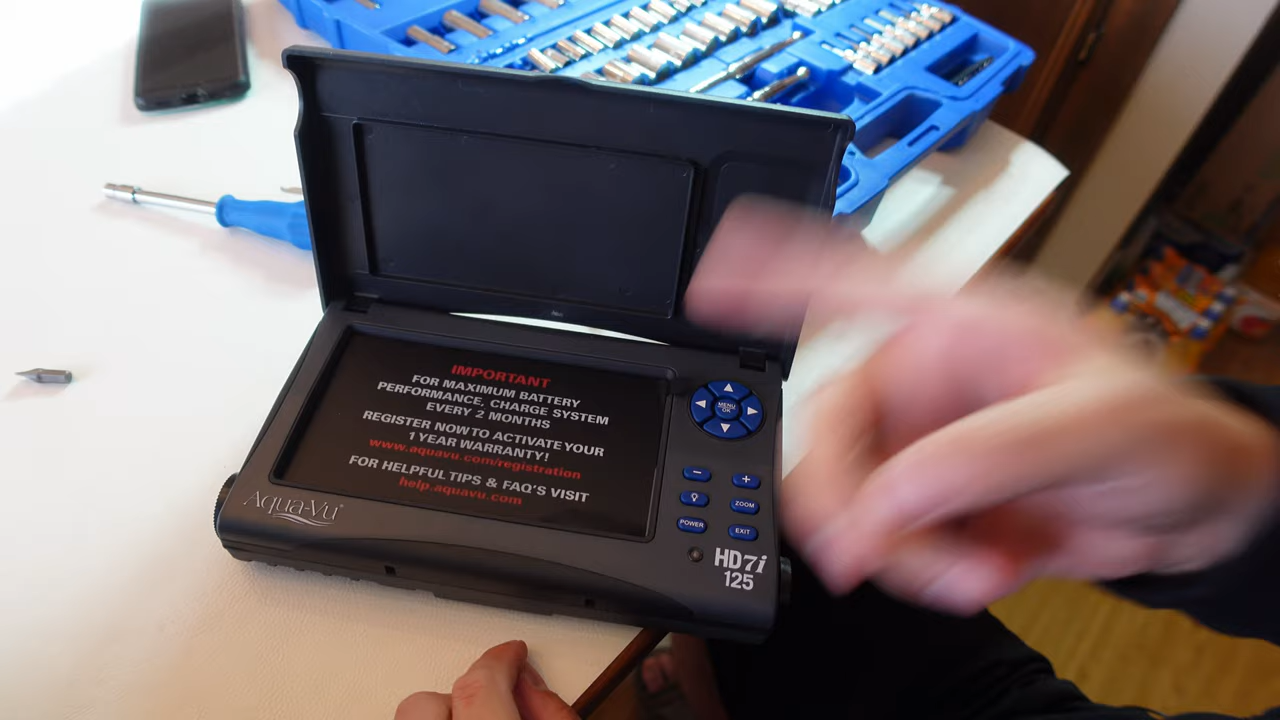 IMPORTANT
FOR MAXIMUM BATTERY
PERFORMANCE, CHARGE SYSTEM
EVERY 2 MONTHS
REGISTER NOW TO ACTIVATE YOUR
1 YEAR WARRANTY!
www.aquavu.com/registration
FOR HELPFUL TIPS & FAQ'S VISIT
help.aquavu.com
AQUA-VU
MENU
OK
− +
ZOOM
POWER EXIT
HD7i
125